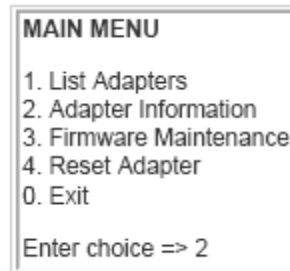 MAIN MENU
1. List Adapters
2. Adapter Information
3. Firmware Maintenance
4. Reset Adapter
0. Exit
Enter choice => 2